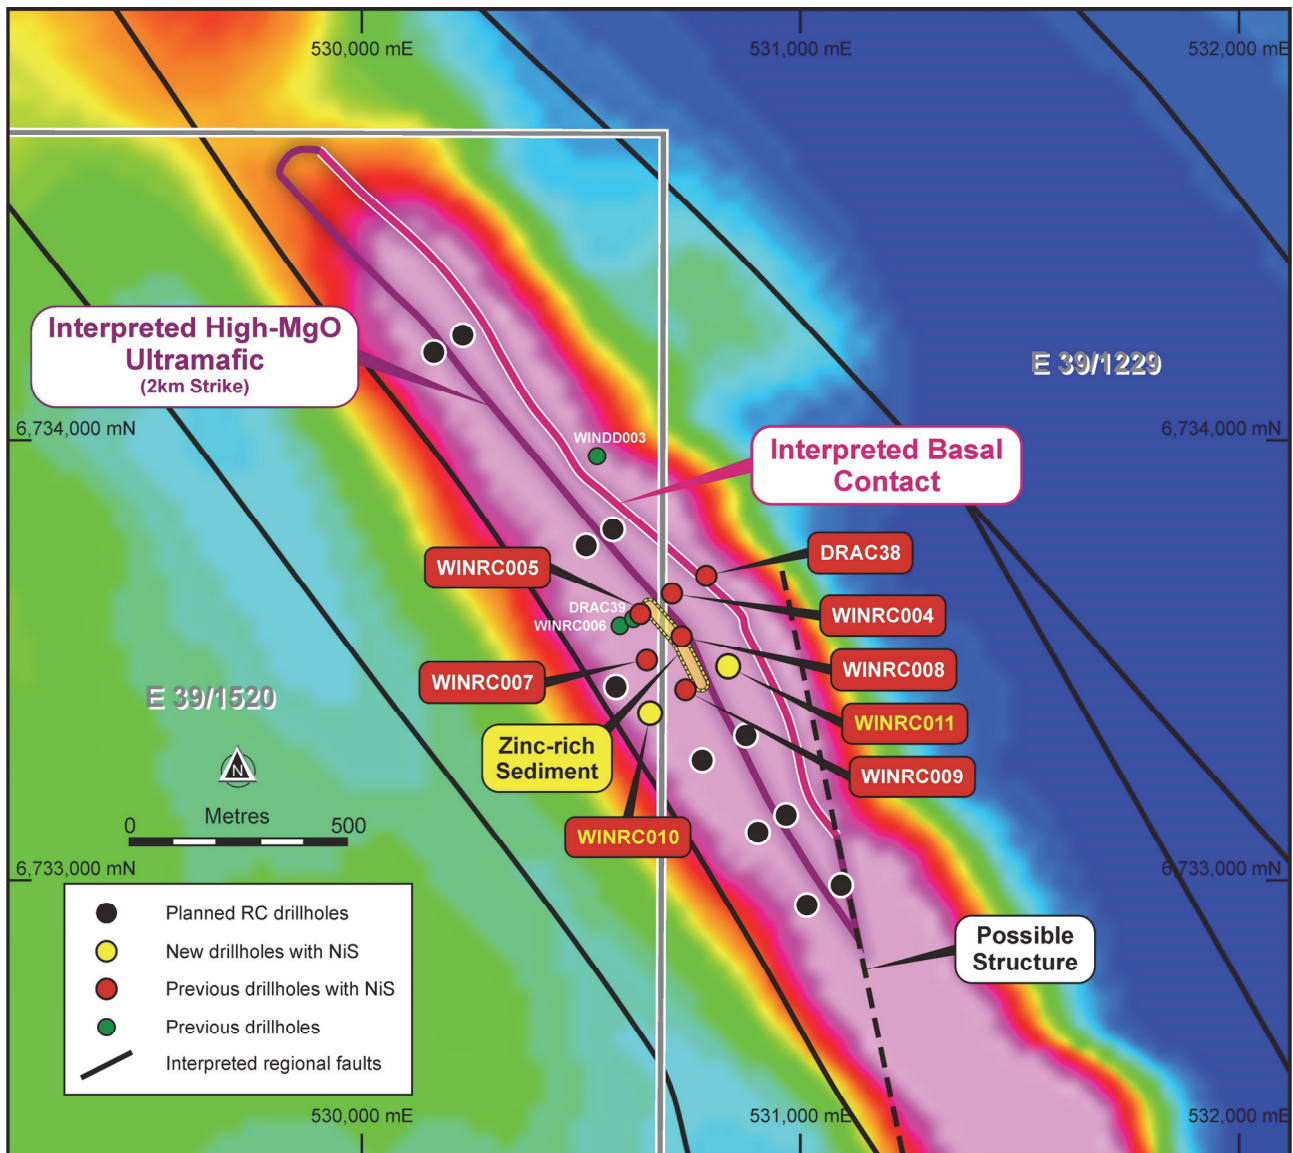 530,000 mE
531,000 mE
532,000 mE
Interpreted High-MgO
Ultramafic
(2km Strike)
E 39/1229
6,734,000 mN
6,734,000 mN
WINDD003
Interpreted Basal
Contact
DRAC38
WINRC005
DRAC39
WINRC006
WINRC004
WINRC008
WINRC007
E 39/1520
WINRC011
Zinc-rich
Sediment
WINRC009
N
Metres
0
500
WINRC010
6,733,000 mN
6,733,000 mN
Planned RC drillholes
New drillholes with NiS
Previous drillholes with NiS
Previous drillholes
Interpreted regional faults
Possible
Structure
530,000 mE
531,000 mE
532,000 mE